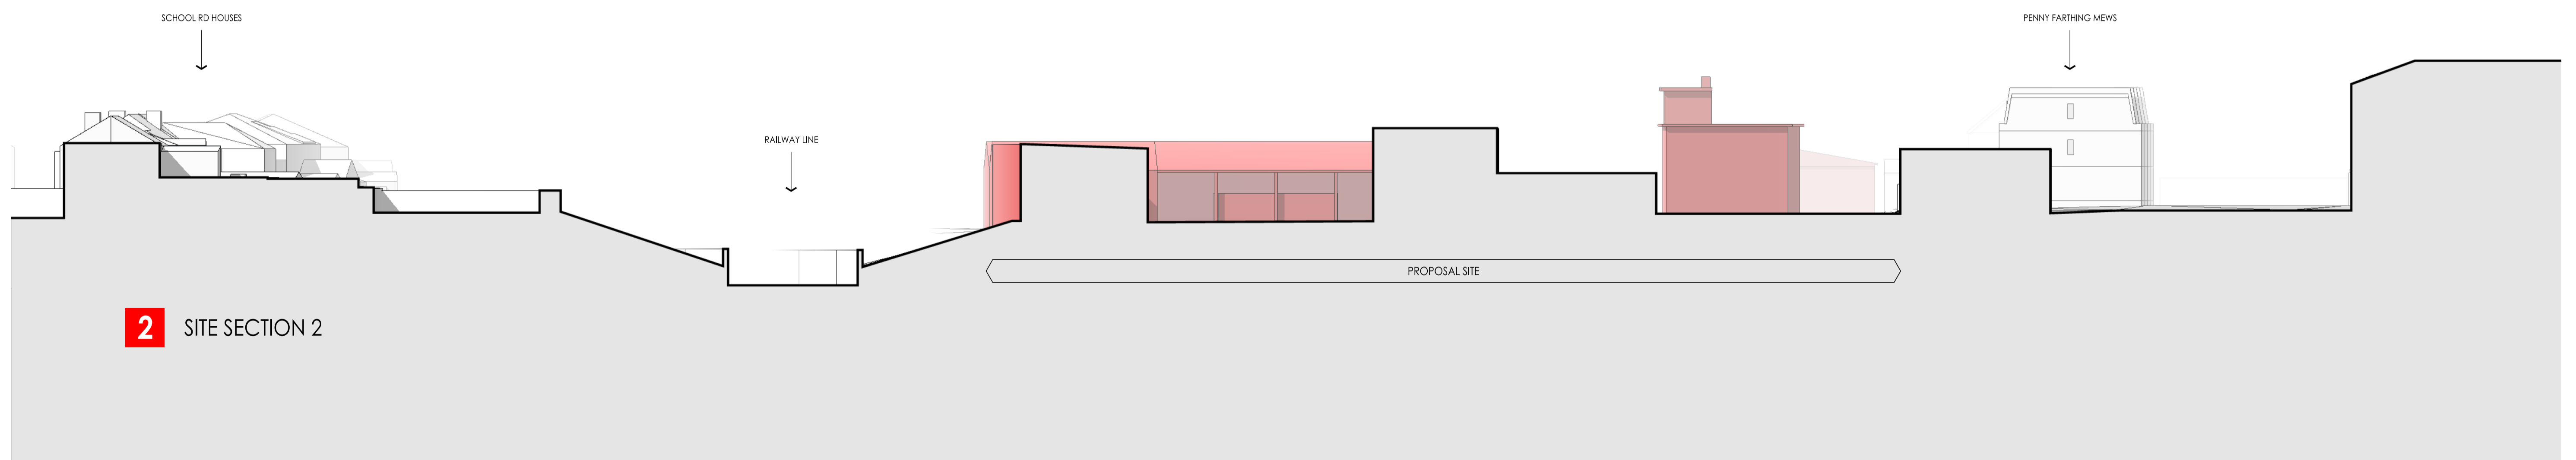 SCHOOL RD HOUSES
PENNY FARTHING MEWS
RAILWAY LINE
PROPOSAL SITE
2 SITE SECTION 2